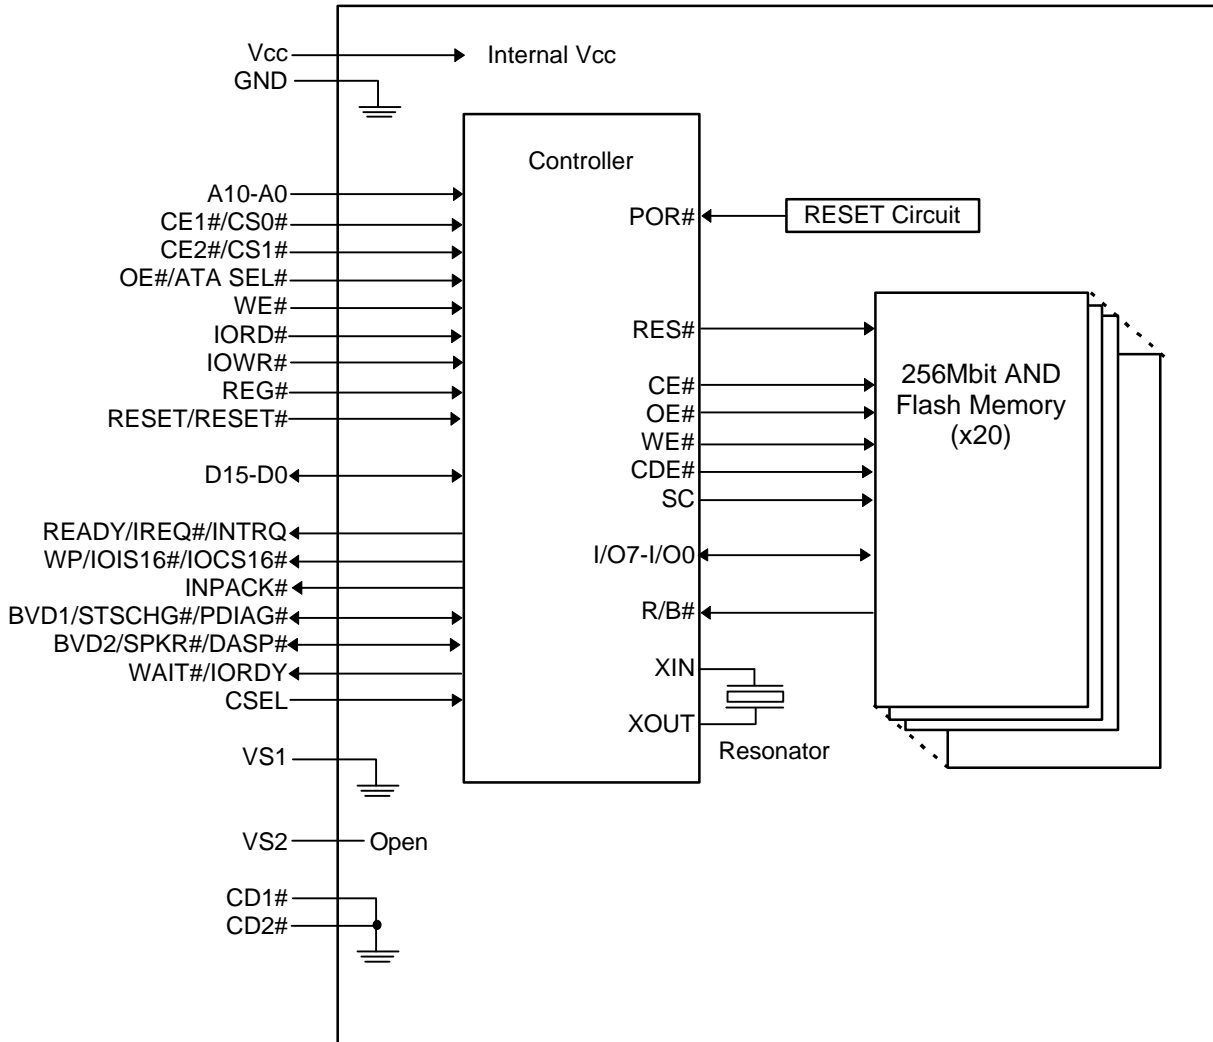 Vcc
Internal Vcc
GND
Controller
A10-A0
CE1#/CS0#
CE2#/CS1#
OE#/ATA SEL#
WE#
IORD#
IOWR#
REG#
RESET/RESET#
D15-D0
READY/IREQ#/INTRQ
WP/IOIS16#/IOCS16#
INPACK#
BVD1/STSCHG#/PDIAG#
BVD2/SPKR#/DASP#
WAIT#/IORDY
CSEL
VS1
VS2
Open
CD1#
CD2#
POR#
RESET Circuit
RES#
CE#
OE#
WE#
CDE#
SC
I/O7-I/O0
R/B#
XIN
XOUT
Resonator
256Mbit AND
Flash Memory
(x20)